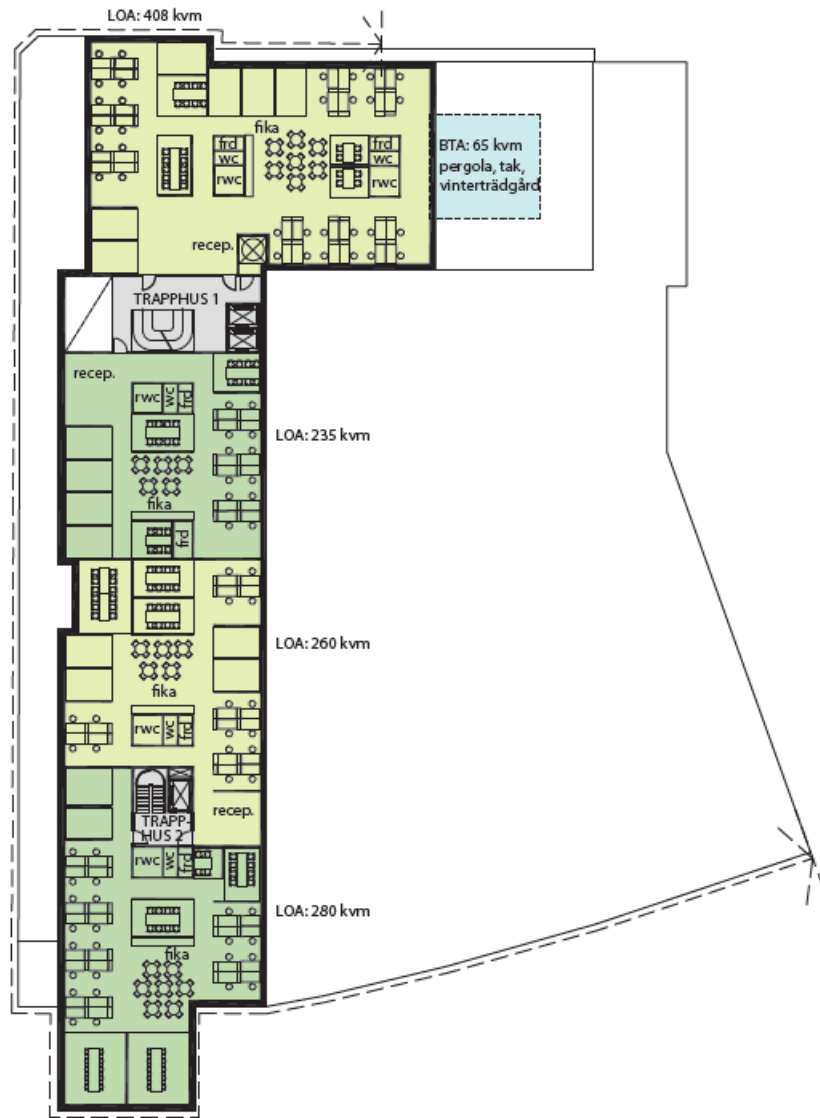 LOA: 408 kvm
fika
frd
wc
rwc
frd
wc
rwc
BTA: 65 kvm
pergola, tak,
vinterträdgård
recep.
TRAPPHUS 1
recep.
rwc
wc
frd
LOA: 235 kvm
fika
frd
LOA: 260 kvm
fika
rwc
wc
frd
recep.
TRAPP-
HUS 2
rwc
wc
frd
LOA: 280 kvm
fika